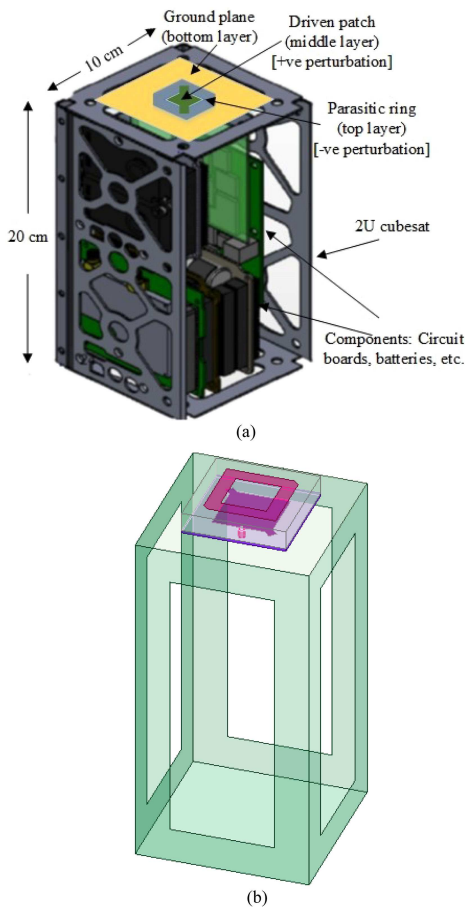 Ground plane
(bottom layer)
Driven patch
(middle layer)
[+ve perturbation]
10 cm
Parasitic ring
(top layer)
[-ve perturbation]
20 cm
2U cubesat
Components: Circuit
boards, batteries, etc.
(a)
(b)